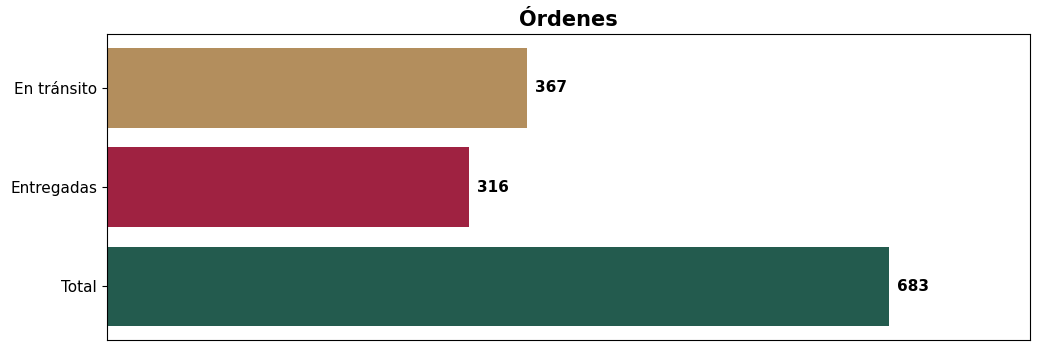 Órdenes
En tránsito 367
Entregadas 316
Total 683